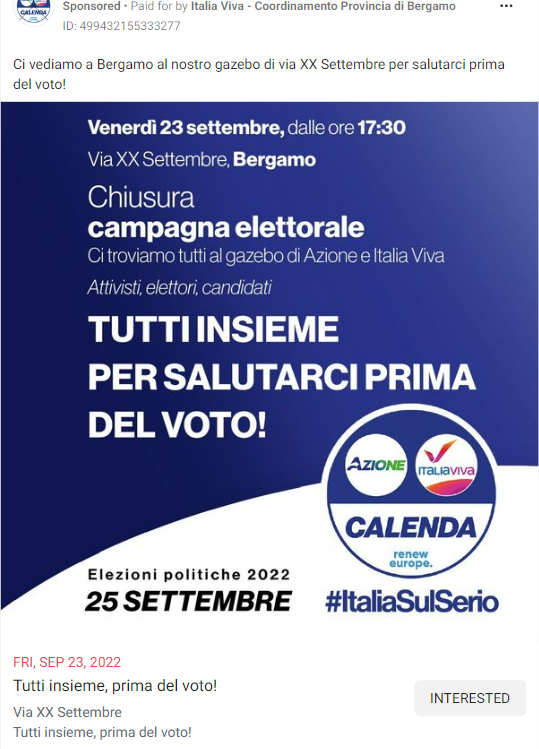 Sponsored • Paid for by Italia Viva - Coordinamento Provincia di Bergamo
CALENDA
ID: 499432155333277
Ci vediamo a Bergamo al nostro gazebo di via XX Settembre per salutarci prima
del voto!
Venerdì 23 settembre, dalle ore 17:30
Via XX Settembre, Bergamo
Chiusura
campagna elettorale
Ci troviamo tutti al gazebo di Azione e Italia Viva
Attivisti, elettori, candidati
TUTTI INSIEME
PER SALUTARCI PRIMA
DEL VOTO!
AZIONE
ITALIAVIVA
CALENDA
renew
europe.
Elezioni politiche 2022
25 SETTEMBRE
#ItaliaSulSerio
FRI, SEP 23, 2022
Tutti insieme, prima del voto!
INTERESTED
Via XX Settembre
Tutti insieme, prima del voto!